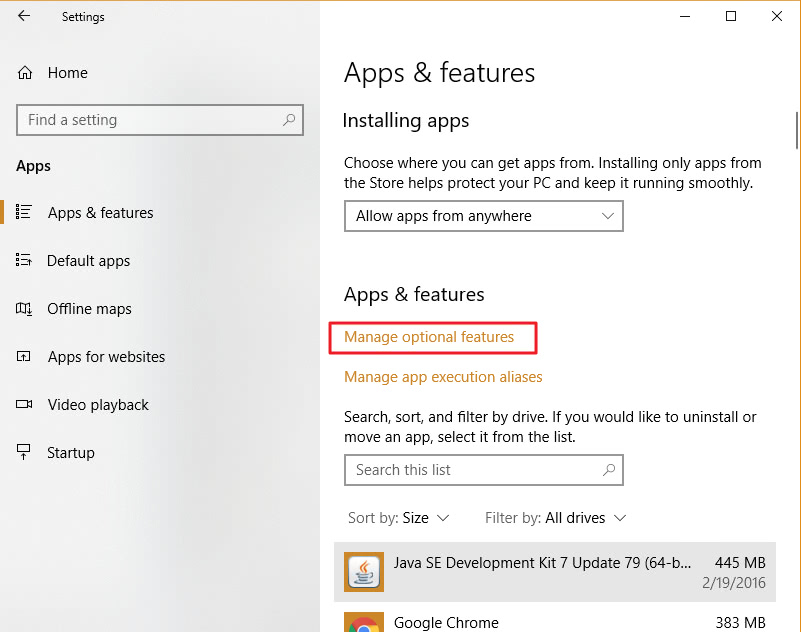 Settings
Home
Find a setting
Apps
Apps & features
Default apps
Offline maps
Apps for websites
Video playback
Startup
Apps & features
Installing apps
Choose where you can get apps from. Installing only apps from
the Store helps protect your PC and keep it running smoothly.
Allow apps from anywhere
Apps & features
Manage optional features
Manage app execution aliases
Search, sort, and filter by drive. If you would like to uninstall or
move an app, select it from the list.
Search this list
Sort by: Size Filter by: All drives
Java SE Development Kit 7 Update 79 (64-b... 445 MB
2/19/2016
Google Chrome 383 MB